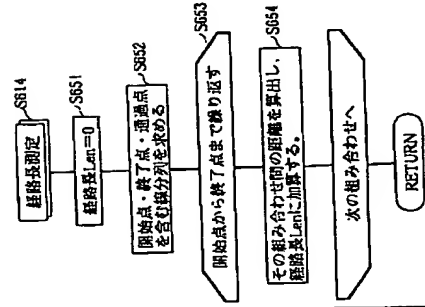 経路長測定
S614
経路長Len=0
S651
開始点・終了点・通過点
を含む線分列を求める
S652
開始点から終了点まで繰り返す
S653
その組み合わせ間の距離を算出し、
経路長Lenに加算する。
S654
次の組み合わせへ
RETURN